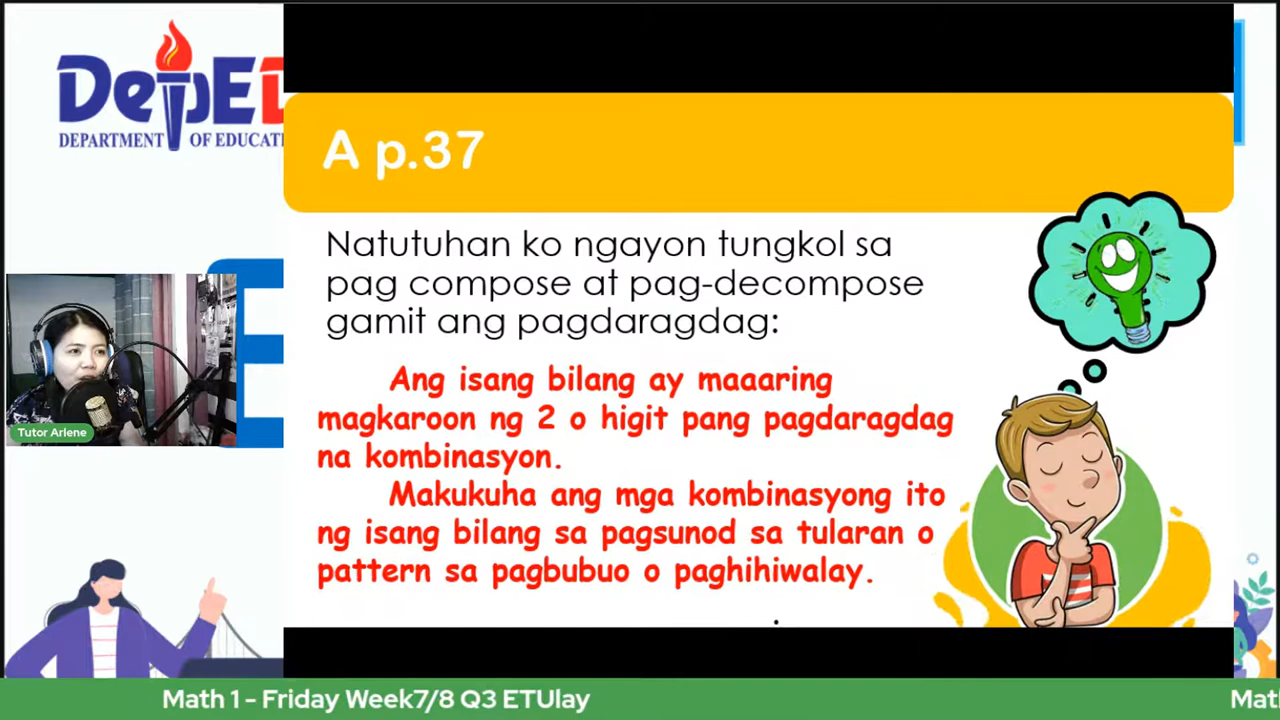 DepED
DEPARTMENT OF EDUCATI
A p.37
Natutuhan ko ngayon tungkol sa
pag compose at pag-decompose
gamit ang pagdaragdag:
Ang isang bilang ay maaaring
magkaroon ng 2 o higit pang pagdaragdag
na kombinasyon.
Makukuha ang mga kombinasyong ito
ng isang bilang sa pagsunod sa tularan o
pattern sa pagbubuo o paghihiwalay.
Tutor Arlene
E
Math 1 - Friday Week7/8 Q3 ETUlay
Mat